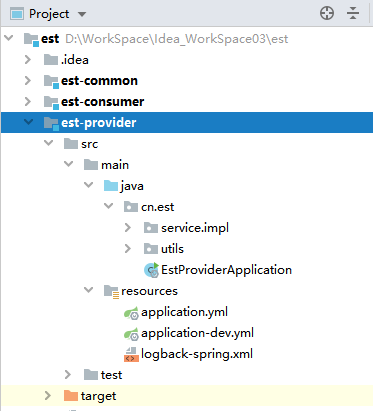 Project
est D:\WorkSpace\Idea_WorkSpace03\est
.idea
est-common
est-consumer
est-provider
src
main
java
cn.est
service.impl
utils
EstProviderApplication
resources
application.yml
application-dev.yml
logback-spring.xml
test
target